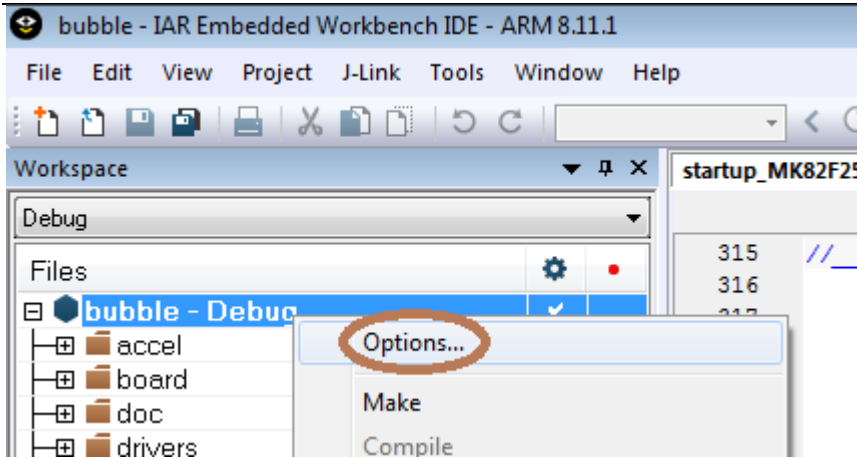 bubble - IAR Embedded Workbench IDE - ARM 8.11.1
File Edit View Project J-Link Tools Window Help
Workspace
startup_MK82F25
Debug
Files
315 //
316
317
bubble - Debug
Options...
accel
board
Make
doc
Compile
drivers